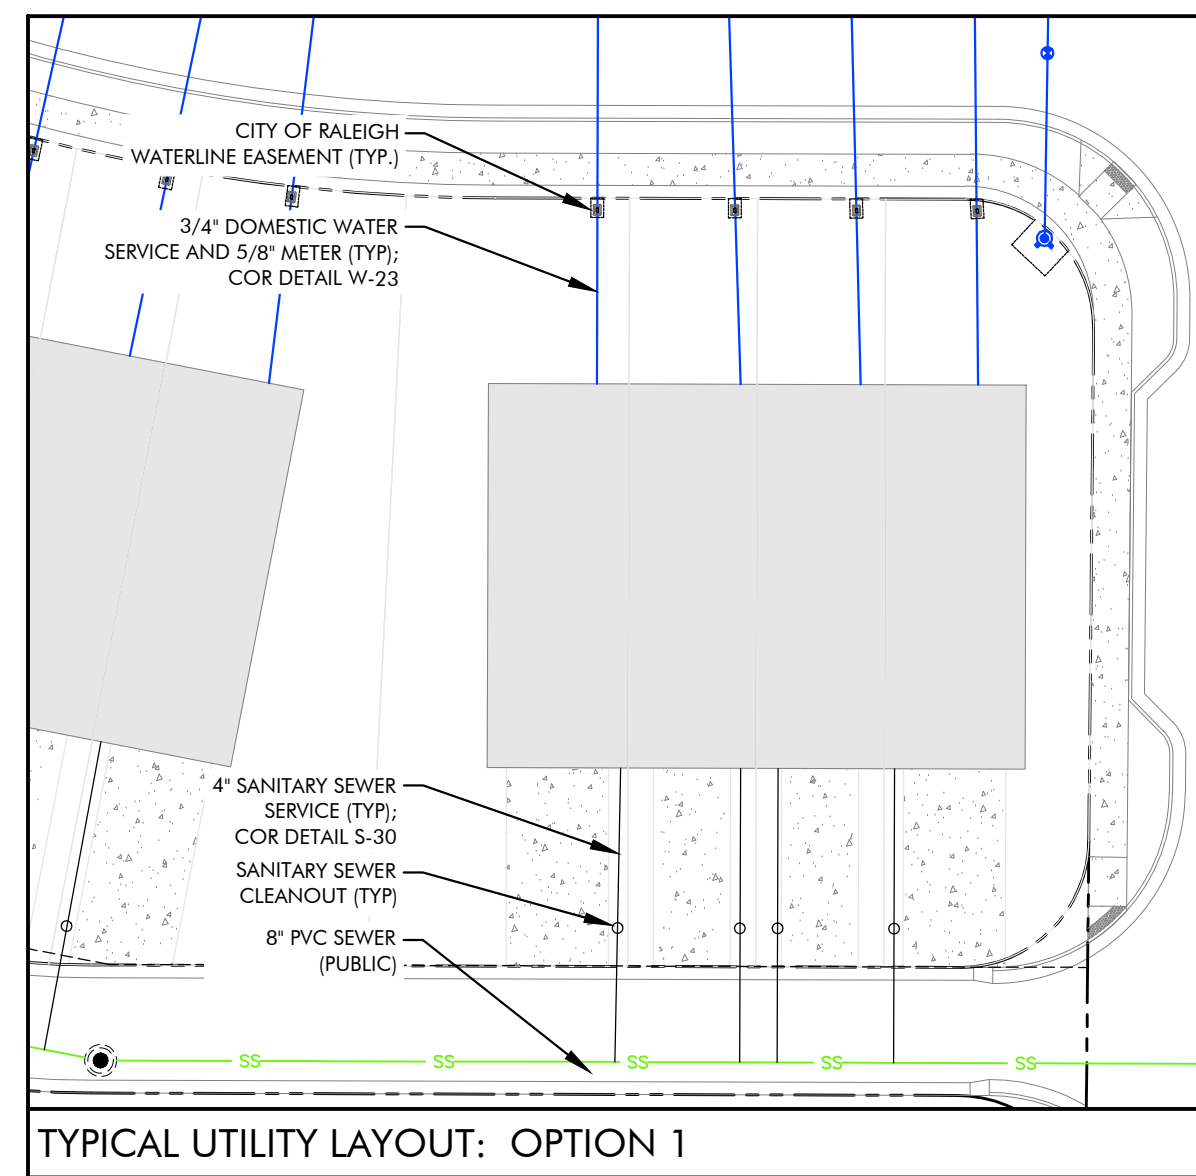 CITY OF RALEIGH
WATERLINE EASEMENT (TYP.)
3/4" DOMESTIC WATER
SERVICE AND 5/8" METER (TYP);
COR DETAIL W-23
4" SANITARY SEWER
SERVICE (TYP);
COR DETAIL S-30
SANITARY SEWER
CLEANOUT (TYP)
8" PVC SEWER
(PUBLIC)
SS SS SS SS SS
TYPICAL UTILITY LAYOUT: OPTION 1